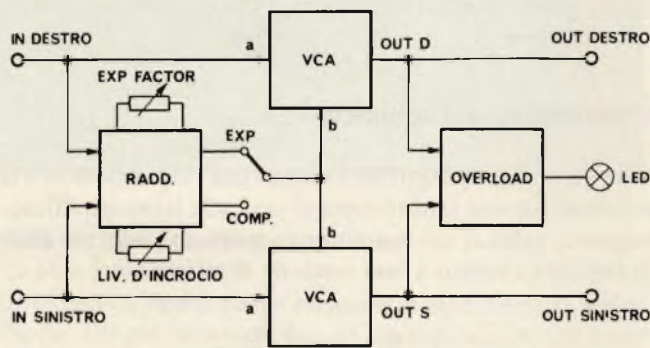 IN DESTRO
a
VCA
OUT D
OUT DESTRO
EXP FACTOR
b
EXP
RADD.
OVERLOAD
LED
COMP.
b
LIV. D'INCROCIO
VCA
IN SINISTRO
a
OUT S
OUT SINISTRO